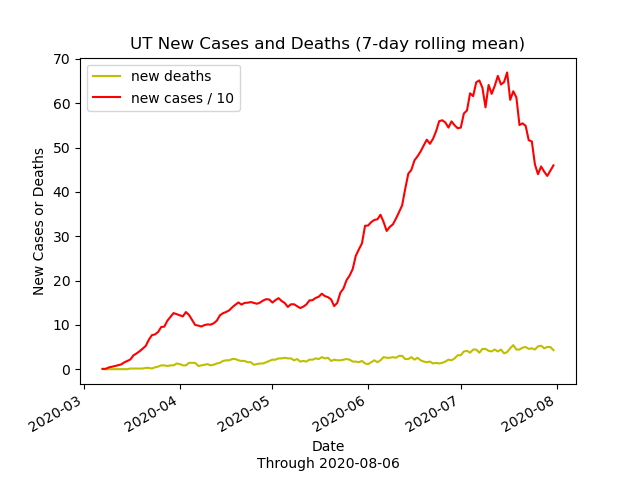 UT New Cases and Deaths (7-day rolling mean)
new deaths
new cases / 10
New Cases or Deaths
70
60
50
40
30
20
10
0
2020-03
2020-04
2020-05
2020-06
2020-07
2020-08
Date
Through 2020-08-06